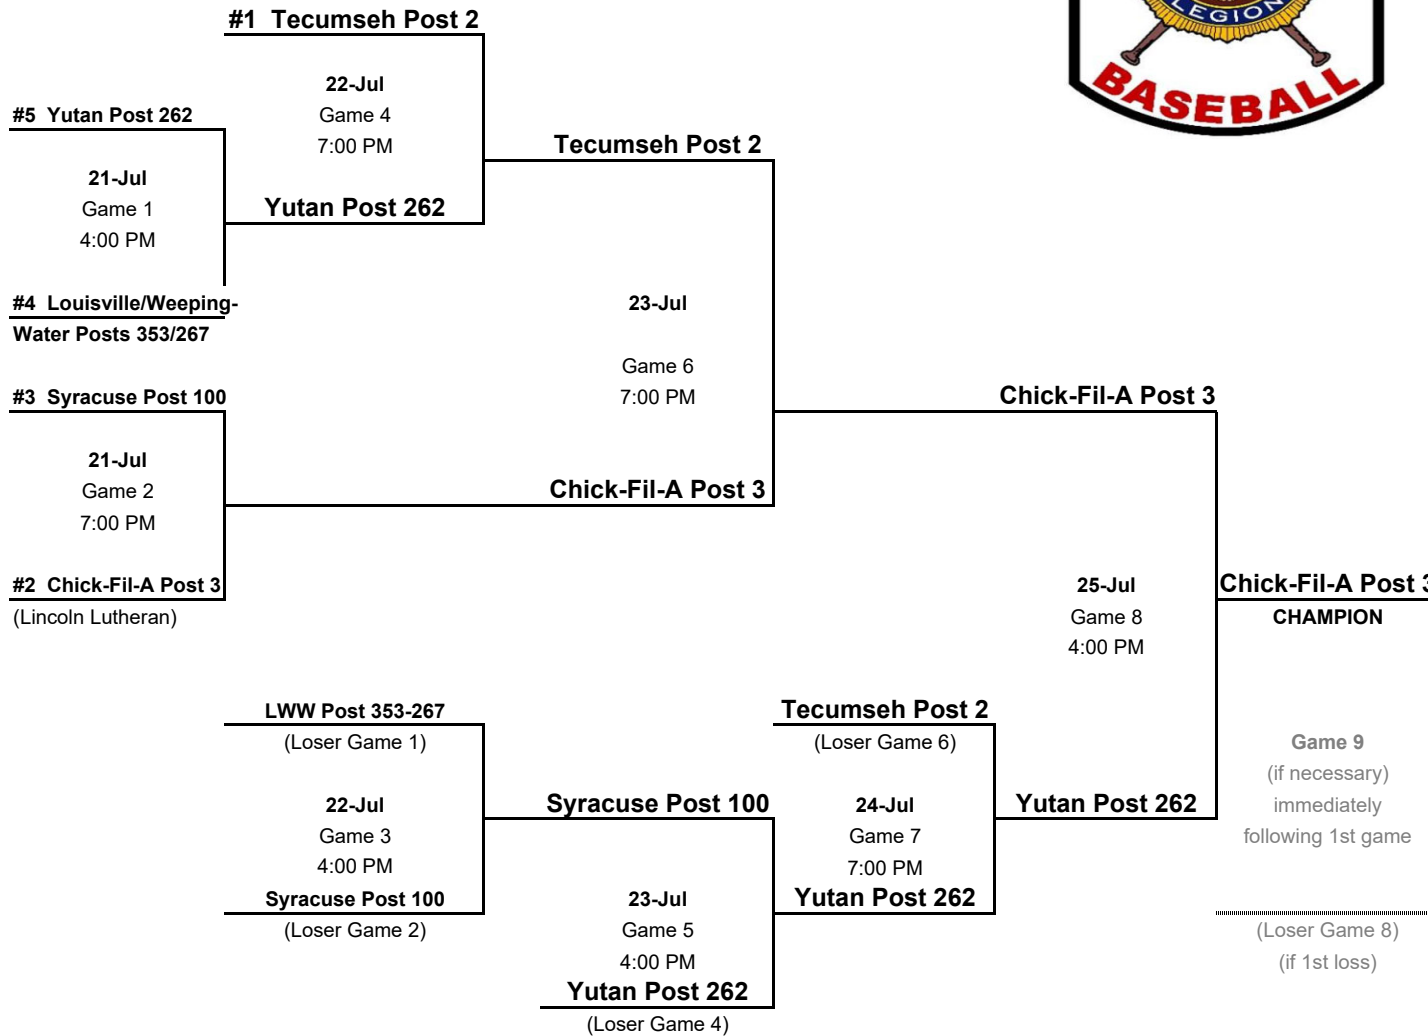 LEGION
BASEBALL
#1 Tecumseh Post 2
22-Jul
Game 4
7:00 PM
#5 Yutan Post 262
21-Jul
Game 1
4:00 PM
Yutan Post 262
Tecumseh Post 2
#4 Louisville/Weeping-
Water Posts 353/267
23-Jul
Game 6
7:00 PM
#3 Syracuse Post 100
21-Jul
Game 2
7:00 PM
Chick-Fil-A Post 3
Chick-Fil-A Post 3
#2 Chick-Fil-A Post 3
(Lincoln Lutheran)
25-Jul
Game 8
4:00 PM
Chick-Fil-A Post 3
CHAMPION
LWW Post 353-267
(Loser Game 1)
22-Jul
Game 3
4:00 PM
Syracuse Post 100
(Loser Game 2)
Syracuse Post 100
23-Jul
Game 5
4:00 PM
Yutan Post 262
(Loser Game 4)
Tecumseh Post 2
(Loser Game 6)
24-Jul
Game 7
7:00 PM
Yutan Post 262
Yutan Post 262
Game 9
(if necessary)
immediately
following 1st game
(Loser Game 8)
(if 1st loss)